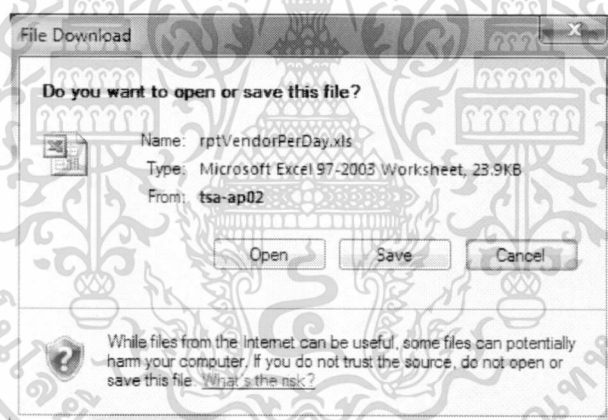 File Download
Do you want to open or save this file?
Name: rptVendorPerDay.xls
Type: Microsoft Excel 97-2003 Worksheet, 23.9KB
From: tsa-ap02
Open Save Cancel
While files from the Internet can be useful, some files can potentially
harm your computer. If you do not trust the source, do not open or
save this file. What's the risk?